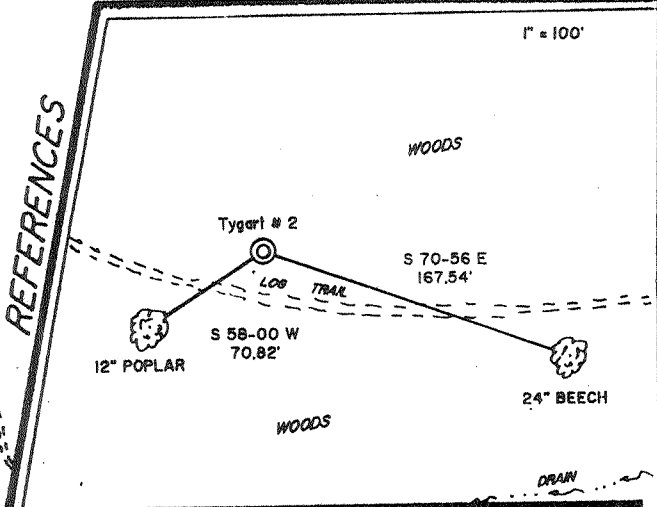 1" = 100'
REFERENCES
WOODS
Tygart # 2
S 70-56 E
167.54'
LOG TRAIL
S 58-00 W
70.82'
12" POPLAR
24" BEECH
WOODS
DRAIN